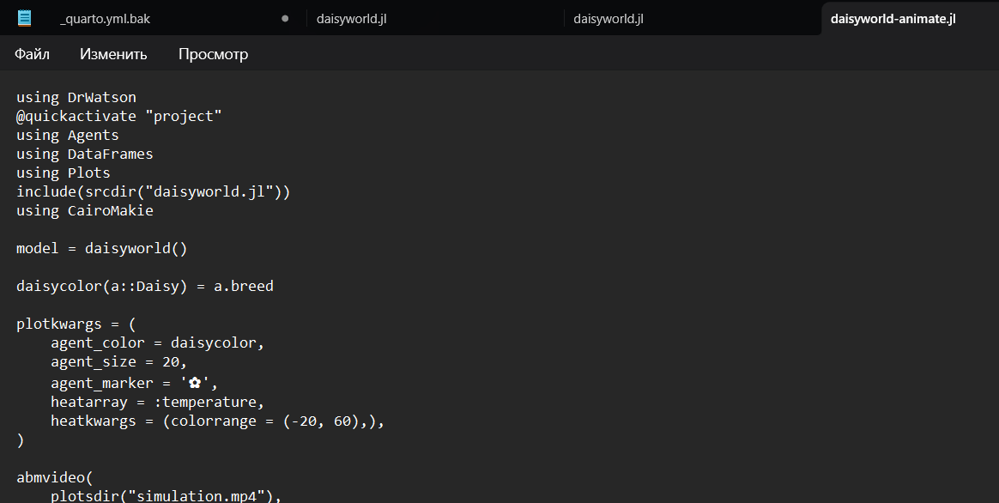 _quarto.yml.bak
daisyworld.jl
daisyworld.jl
daisyworld-animate.jl
Файл Изменить Просмотр
using DrWatson
@quickactivate "project"
using Agents
using DataFrames
using Plots
include(srcdir("daisyworld.jl"))
using CairoMakie
model = daisyworld()
daisycolor(a::Daisy) = a.breed
plotkwargs = (
    agent_color = daisycolor,
    agent_size = 20,
    agent_marker = '✿',
    heatarray = :temperature,
    heatkwargs = (colorrange = (-20, 60),),
)
abmvideo(
    plotsdir("simulation.mp4"),